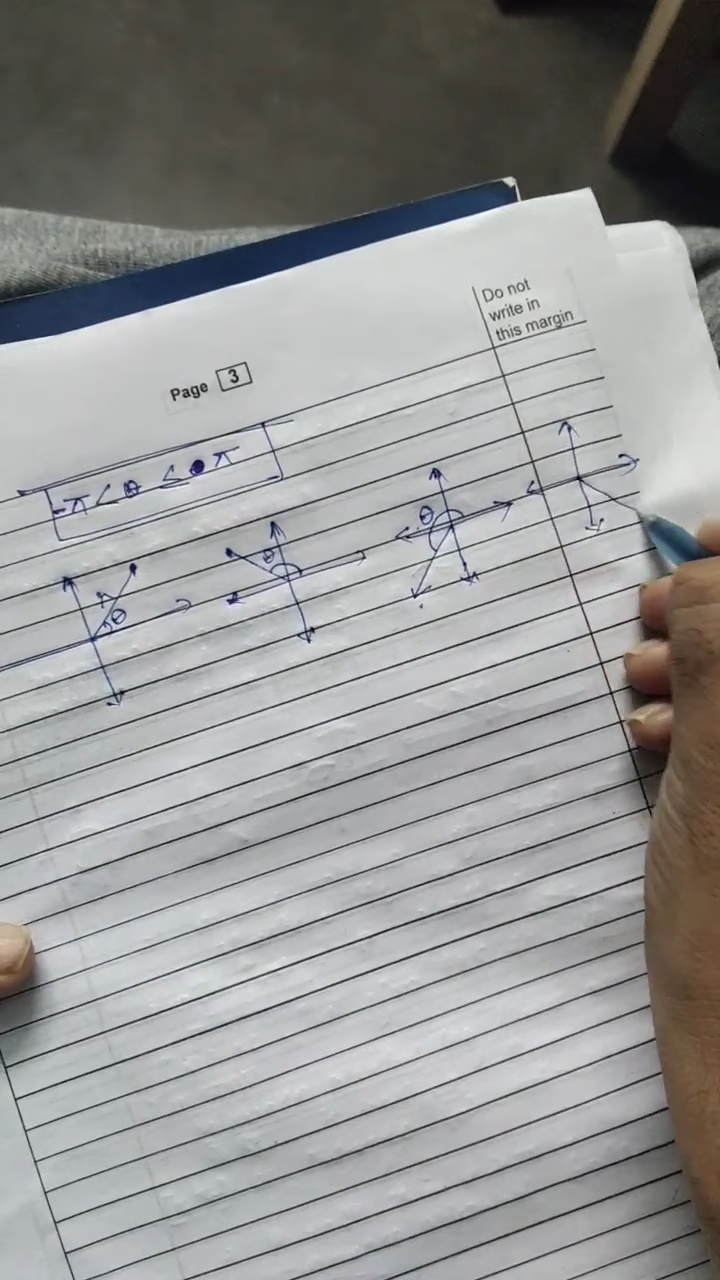 Do not
write in
this margin
Page 3
-π < θ ≤ π
r θ
θ
θ